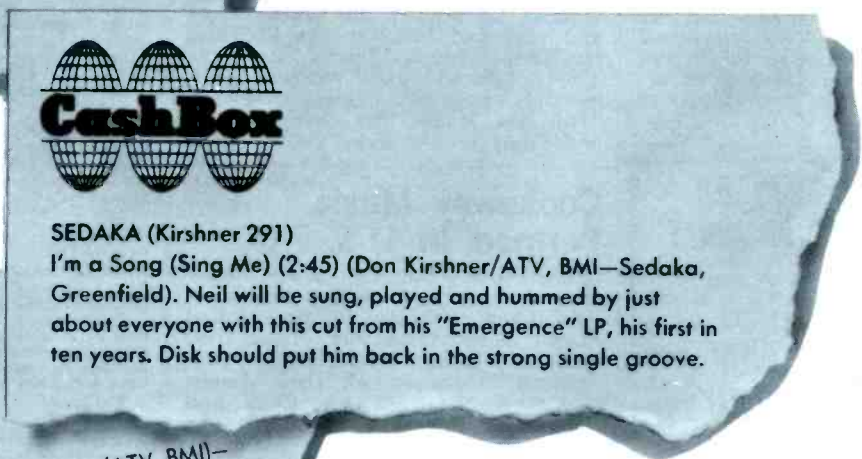 CashBox
SEDAKA (Kirshner 291)
I'm a Song (Sing Me) (2:45) (Don Kirshner/ATV, BMI—Sedaka,
Greenfield). Neil will be sung, played and hummed by just
about everyone with this cut from his "Emergence" LP, his first in
ten years. Disk should put him back in the strong single groove.
ATV, BMI)—